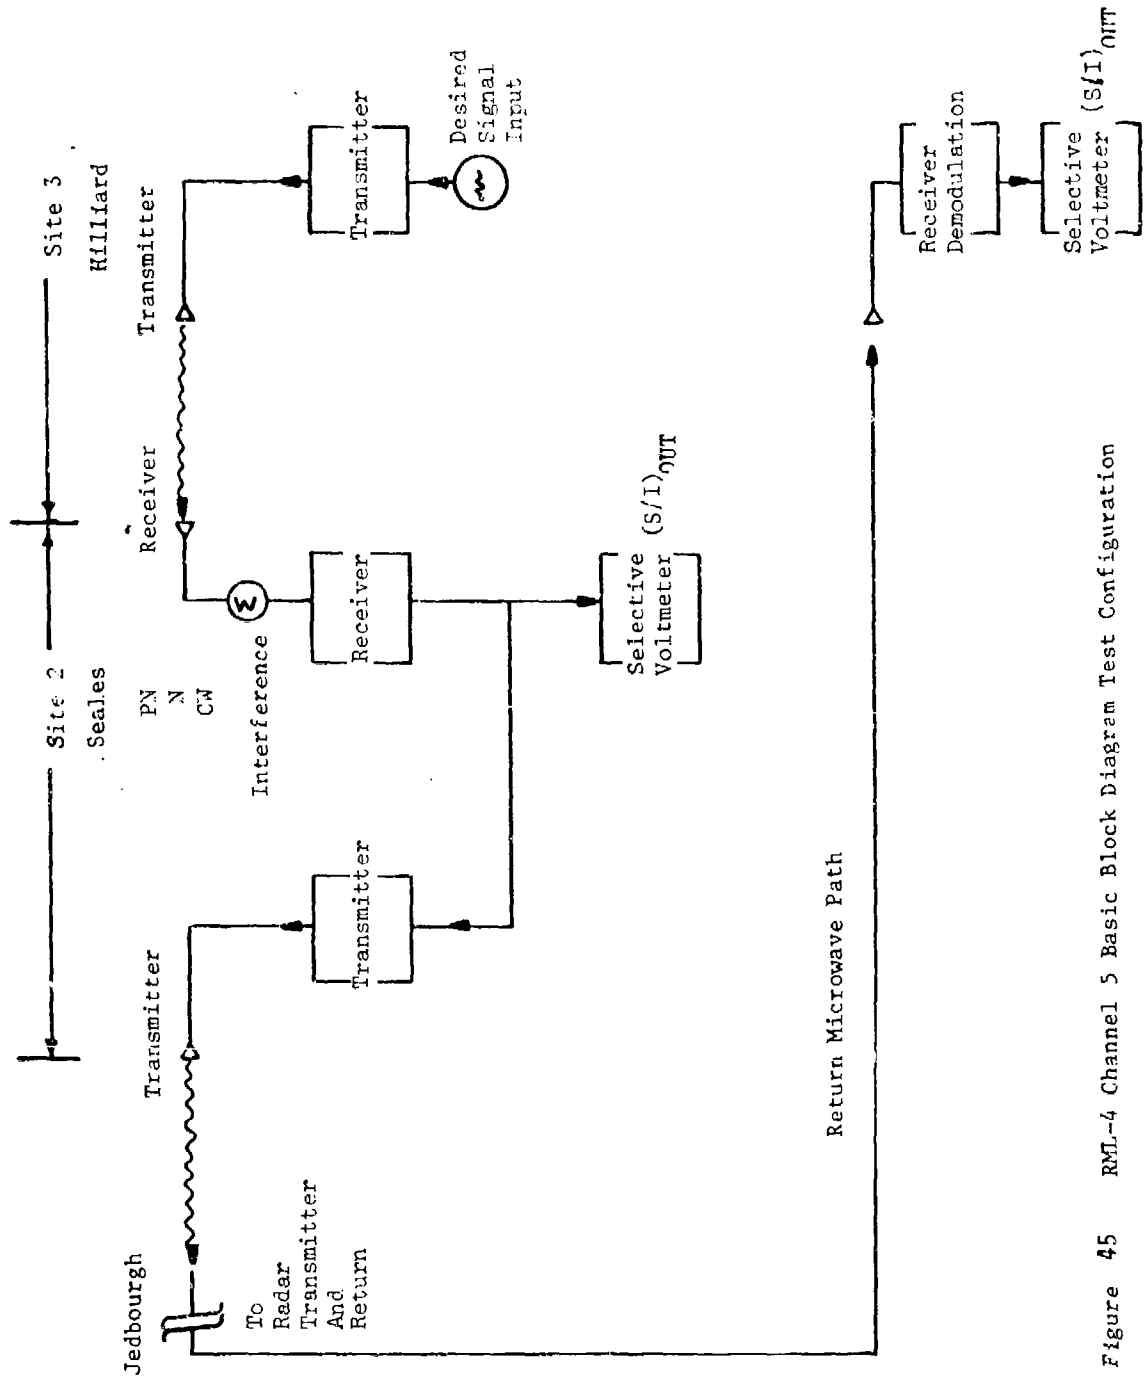 Site 2
Seales
Site 3
Hilliard
Jedbourgh
Transmitter
Receiver
Transmitter
PN
N
CW
To
Radar
Transmitter
And
Return
Interference
Σ
Transmitter
Receiver
Transmitter
Desired
Signal
Input
Selective
Voltmeter
(S/I)OUT
Return Microwave Path
Receiver
Demodulation
Selective
Voltmeter
(S/I)OUT
Figure 45 RML-4 Channel 5 Basic Block Diagram Test Configuration